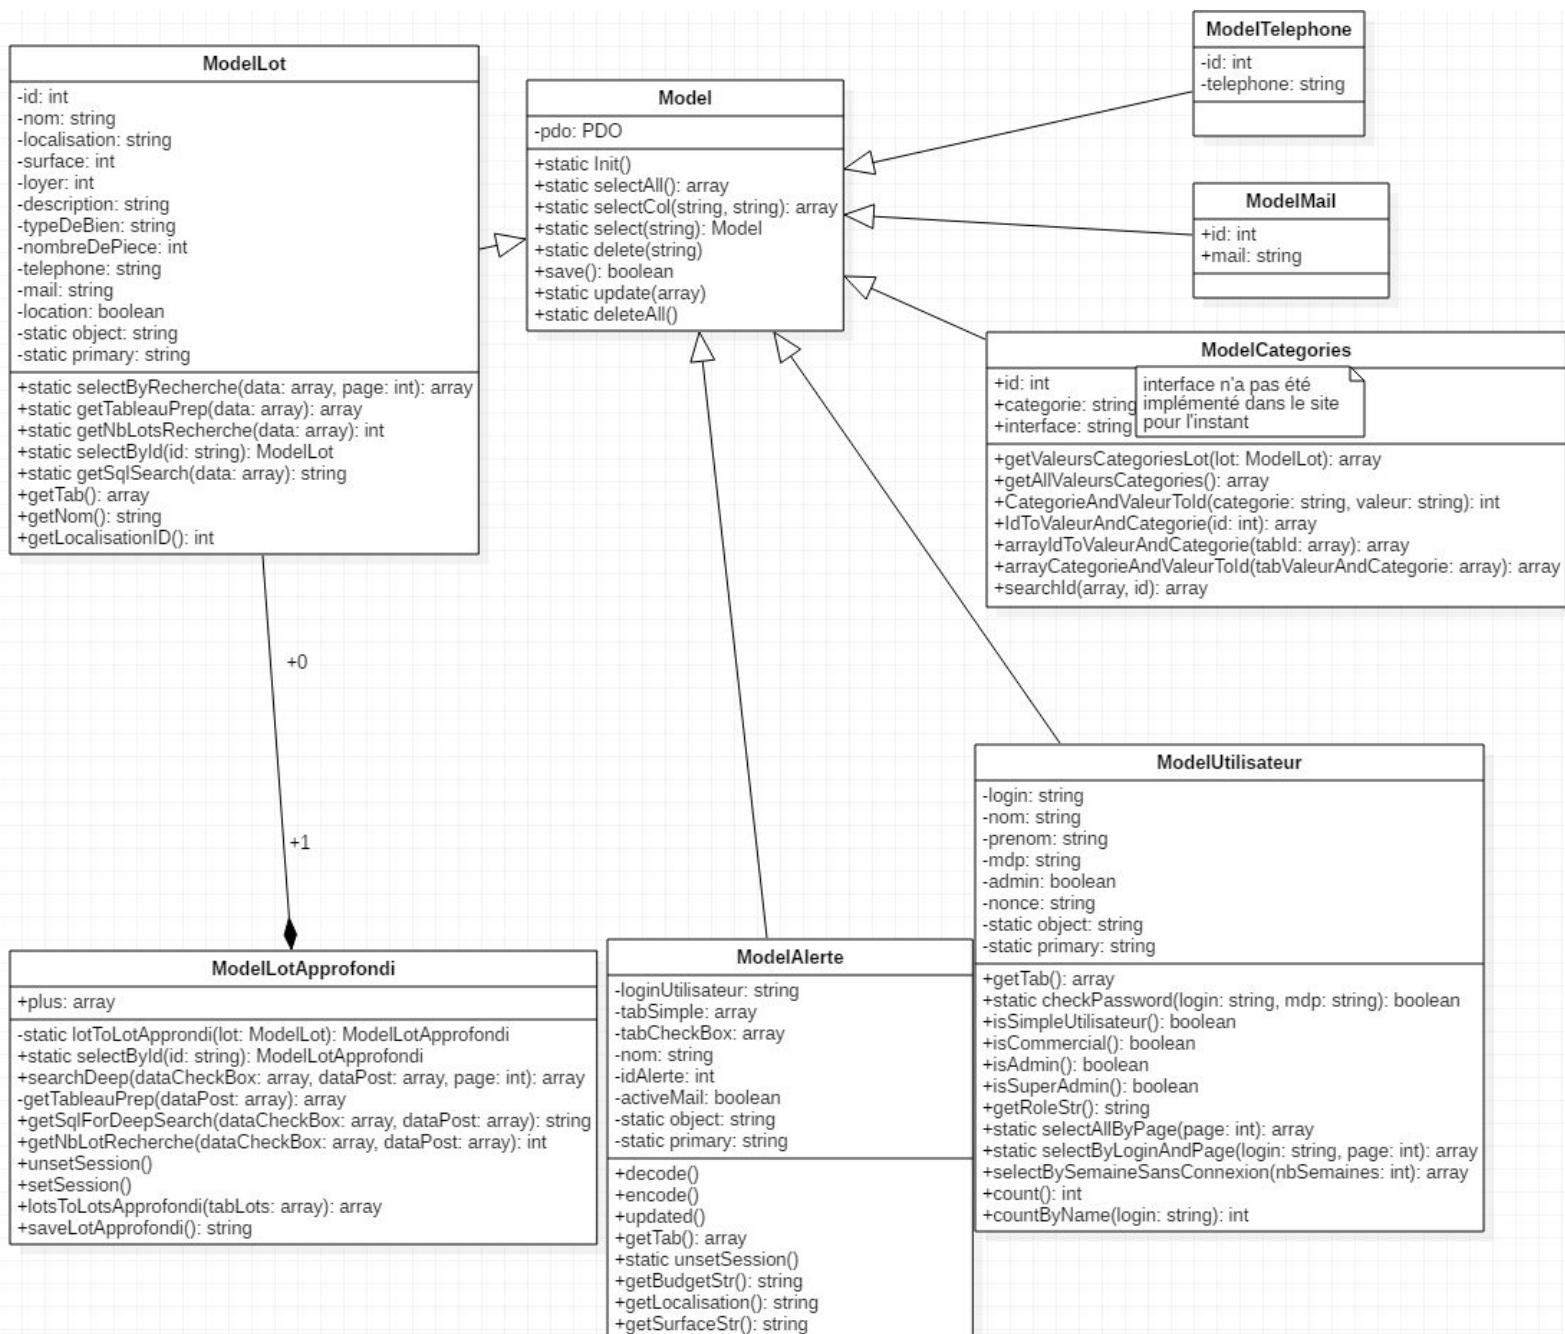 ModelLot
-id: int
-nom: string
-localisation: string
-surface: int
-loyer: int
-description: string
-typeDeBien: string
-nombreDePiece: int
-telephone: string
-mail: string
-location: boolean
-static object: string
-static primary: string
+static selectByRecherche(data: array, page: int): array
+static getTableauPrep(data: array): array
+static getNbLotsRecherche(data: array): int
+static selectById(id: string): ModelLot
+static getSqlSearch(data: array): string
+getTab(): array
+getNom(): string
+getLocalisationID(): int
Model
-pdo: PDO
+static Init()
+static selectAll(): array
+static selectCol(string, string): array
+static select(string): Model
+static delete(string)
+save(): boolean
+static update(array)
+static deleteAll()
ModelTelephone
-id: int
-telephone: string
ModelMail
+id: int
+mail: string
ModelCategories
+id: int
+categorie: string
+interface: string
interface n'a pas été
implémenté dans le site
pour l'instant
+getValeursCategoriesLot(lot: ModelLot): array
+getAllValeursCategories(): array
+CategorieAndValeurToId(categorie: string, valeur: string): int
+IdToValeurAndCategorie(id: int): array
+arrayIdToValeurAndCategorie(tabId: array): array
+arrayCategorieAndValeurToId(tabValeurAndCategorie: array): array
+searchId(array, id): array
+0
+1
ModelLotApprofondi
+plus: array
-static lotToLotApprondi(lot: ModelLot): ModelLotApprofondi
+static selectById(id: string): ModelLotApprofondi
+searchDeep(dataCheckBox: array, dataPost: array, page: int): array
-getTableauPrep(dataPost: array): array
+getSqlForDeepSearch(dataCheckBox: array, dataPost: array): string
+getNbLotRecherche(dataCheckBox: array, dataPost: array): int
+unsetSession()
+setSession()
+lotsToLotsApprofondi(tabLots: array): array
+saveLotApprofondi(): string
ModelAlerte
-loginUtilisateur: string
-tabSimple: array
-tabCheckBox: array
-nom: string
-idAlerte: int
-activeMail: boolean
-static object: string
-static primary: string
+decode()
+encode()
+updated()
+getTab(): array
+static unsetSession()
+getBudgetStr(): string
+getLocalisation(): string
+getSurfaceStr(): string
ModelUtilisateur
-login: string
-nom: string
-prenom: string
-mdp: string
-admin: boolean
-nonce: string
-static object: string
-static primary: string
+getTab(): array
+static checkPassword(login: string, mdp: string): boolean
+isSimpleUtilisateur(): boolean
+isCommercial(): boolean
+isAdmin(): boolean
+isSuperAdmin(): boolean
+getRoleStr(): string
+static selectAllByPage(page: int): array
+static selectByLoginAndPage(login: string, page: int): array
+selectBySemaineSansConnexion(nbSemaines: int): array
+count(): int
+countByName(login: string): int